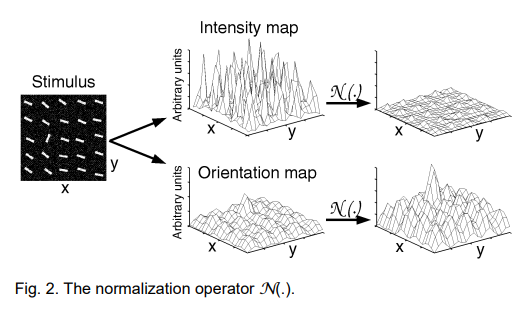 Intensity map
Stimulus
Arbitrary units
x
y
𝒩(.)
x
y
y
x
Orientation map
Arbitrary units
x
y
𝒩(.)
x
y
Fig. 2. The normalization operator 𝒩(.).